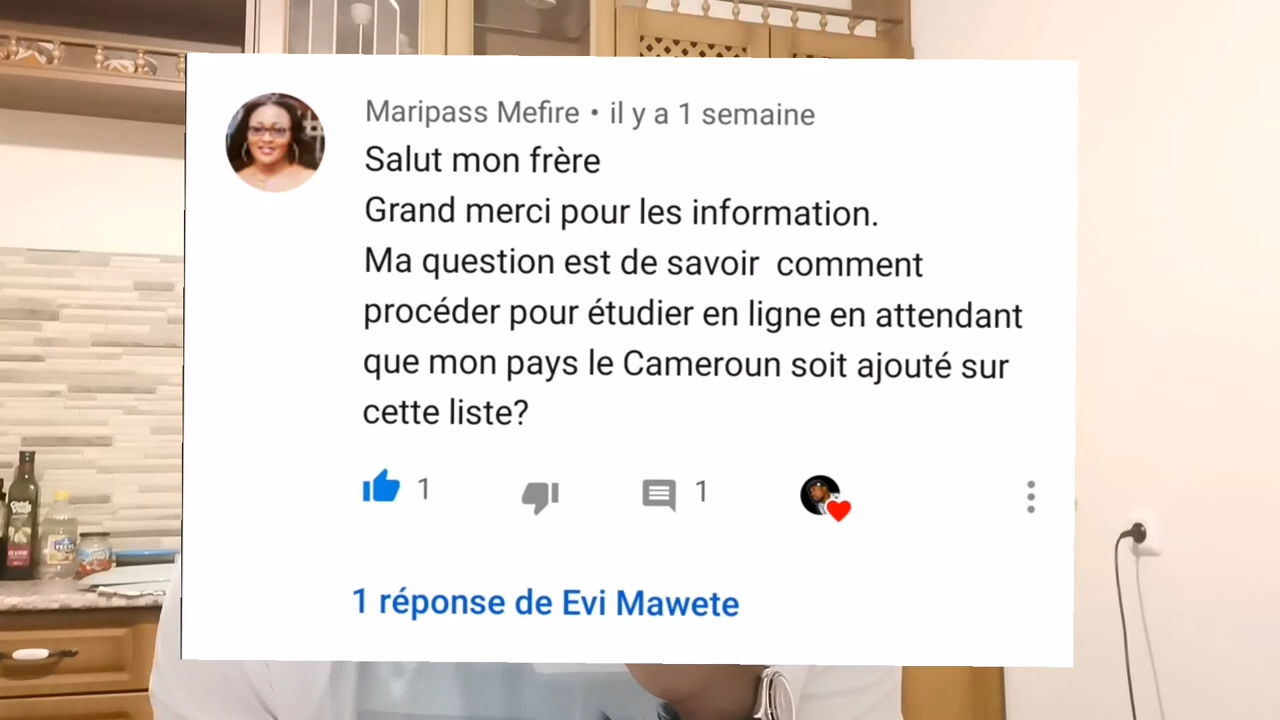 Maripass Mefire • il y a 1 semaine
Salut mon frère
Grand merci pour les information.
Ma question est de savoir comment
procéder pour étudier en ligne en attendant
que mon pays le Cameroun soit ajouté sur
cette liste?
1
1
1 réponse de Evi Mawete